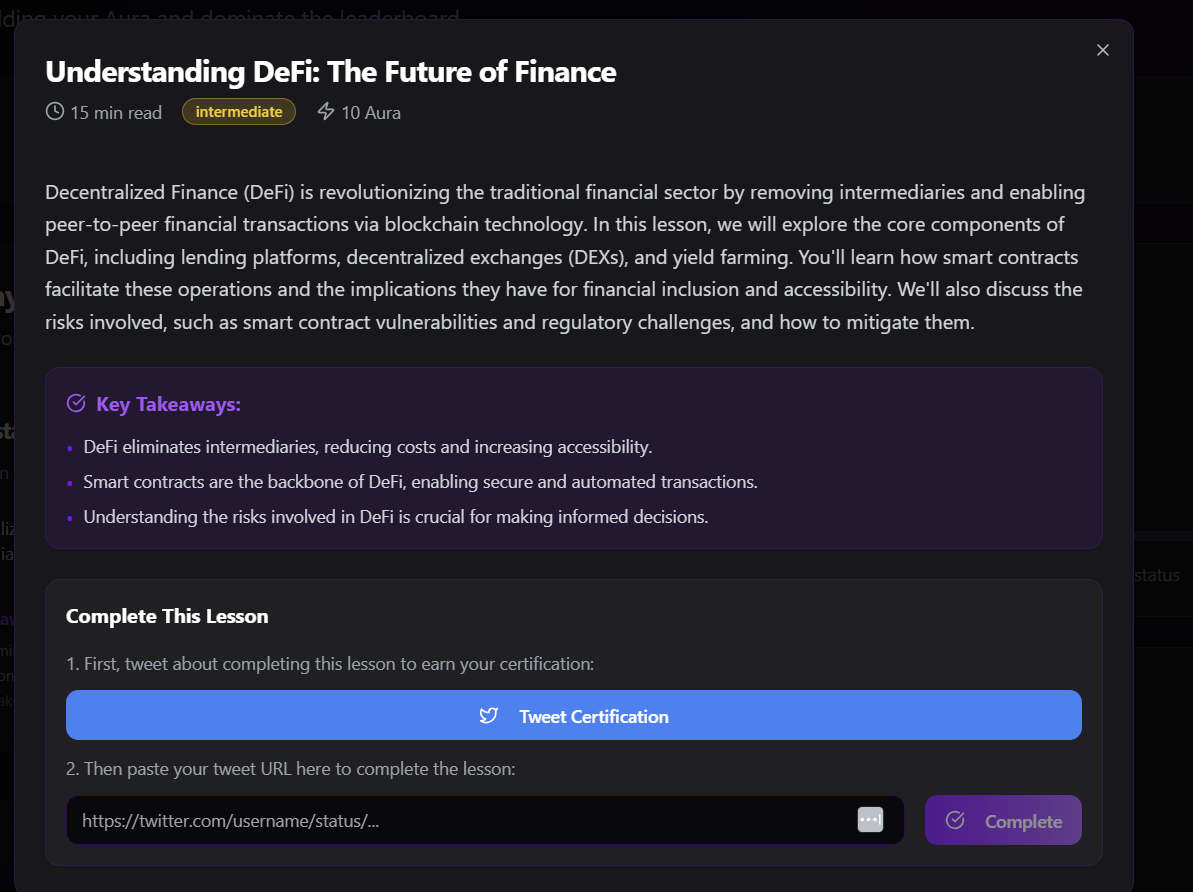 lding your Aura and dominate the leaderboard
Understanding DeFi: The Future of Finance
15 min read intermediate 10 Aura
Decentralized Finance (DeFi) is revolutionizing the traditional financial sector by removing intermediaries and enabling
peer-to-peer financial transactions via blockchain technology. In this lesson, we will explore the core components of
DeFi, including lending platforms, decentralized exchanges (DEXs), and yield farming. You'll learn how smart contracts
facilitate these operations and the implications they have for financial inclusion and accessibility. We'll also discuss the
risks involved, such as smart contract vulnerabilities and regulatory challenges, and how to mitigate them.
Key Takeaways:
• DeFi eliminates intermediaries, reducing costs and increasing accessibility.
• Smart contracts are the backbone of DeFi, enabling secure and automated transactions.
• Understanding the risks involved in DeFi is crucial for making informed decisions.
status
Complete This Lesson
1. First, tweet about completing this lesson to earn your certification:
Tweet Certification
2. Then paste your tweet URL here to complete the lesson:
https://twitter.com/username/status/...
Complete